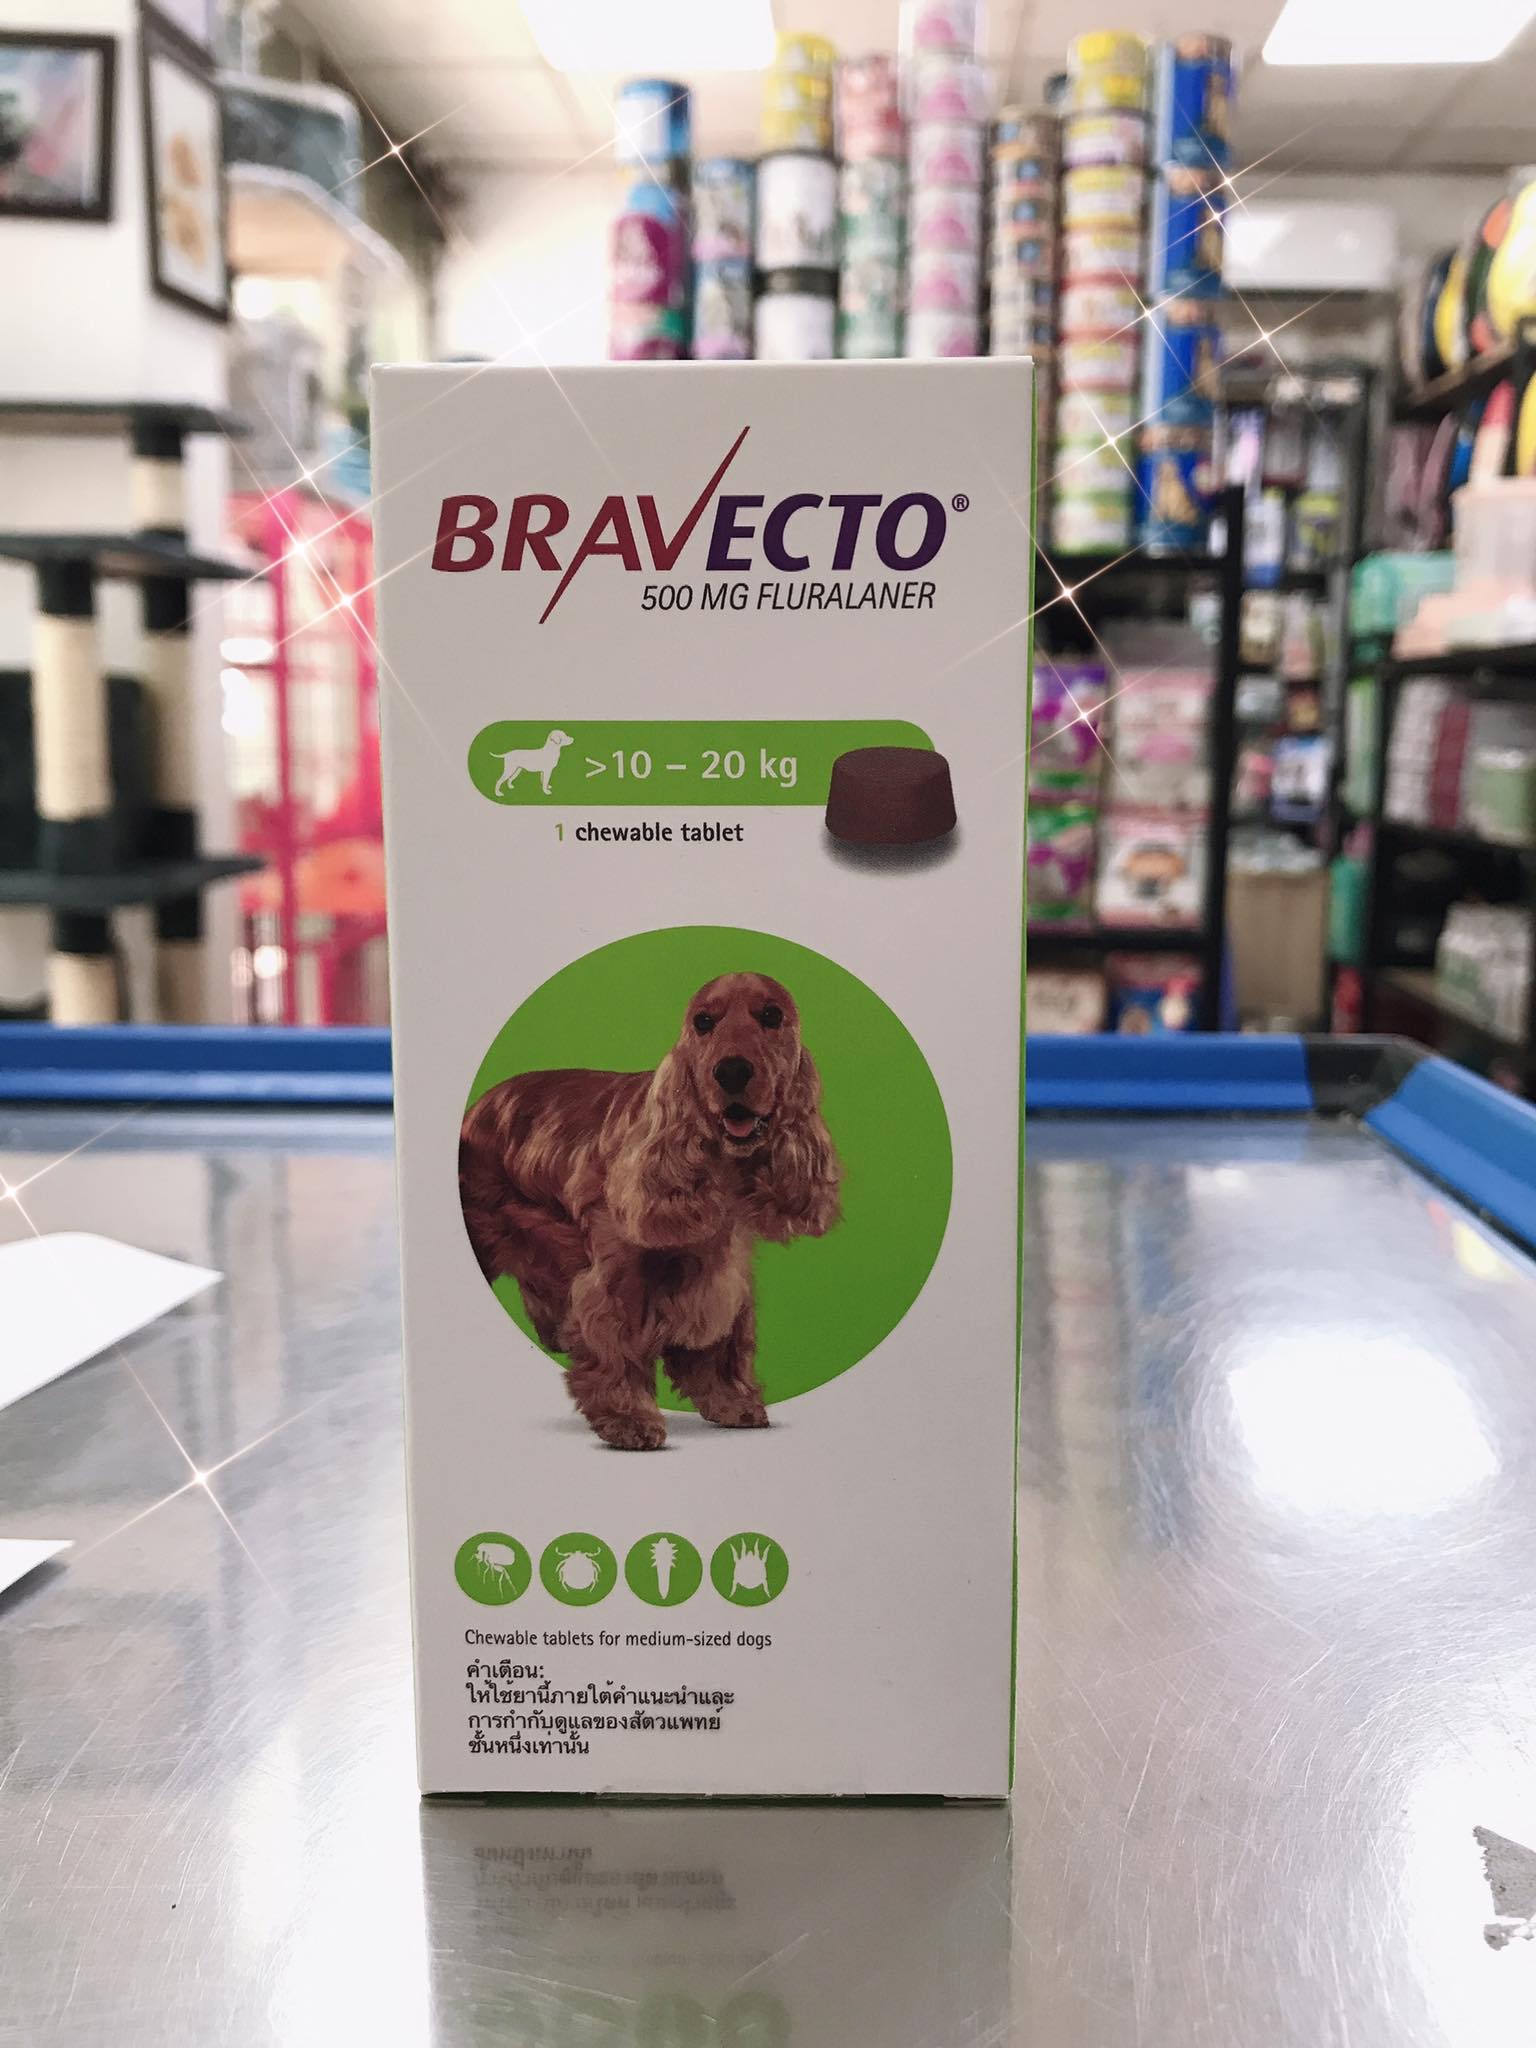 BRAVECTO®
500 MG FLURALANER
>10 – 20 kg
1 chewable tablet
Chewable tablets for medium-sized dogs
คำเตือน:
ให้ใช้ยานี้ภายใต้คำแนะนำและ
การกำกับดูแลของสัตวแพทย์
ชั้นหนึ่งเท่านั้น